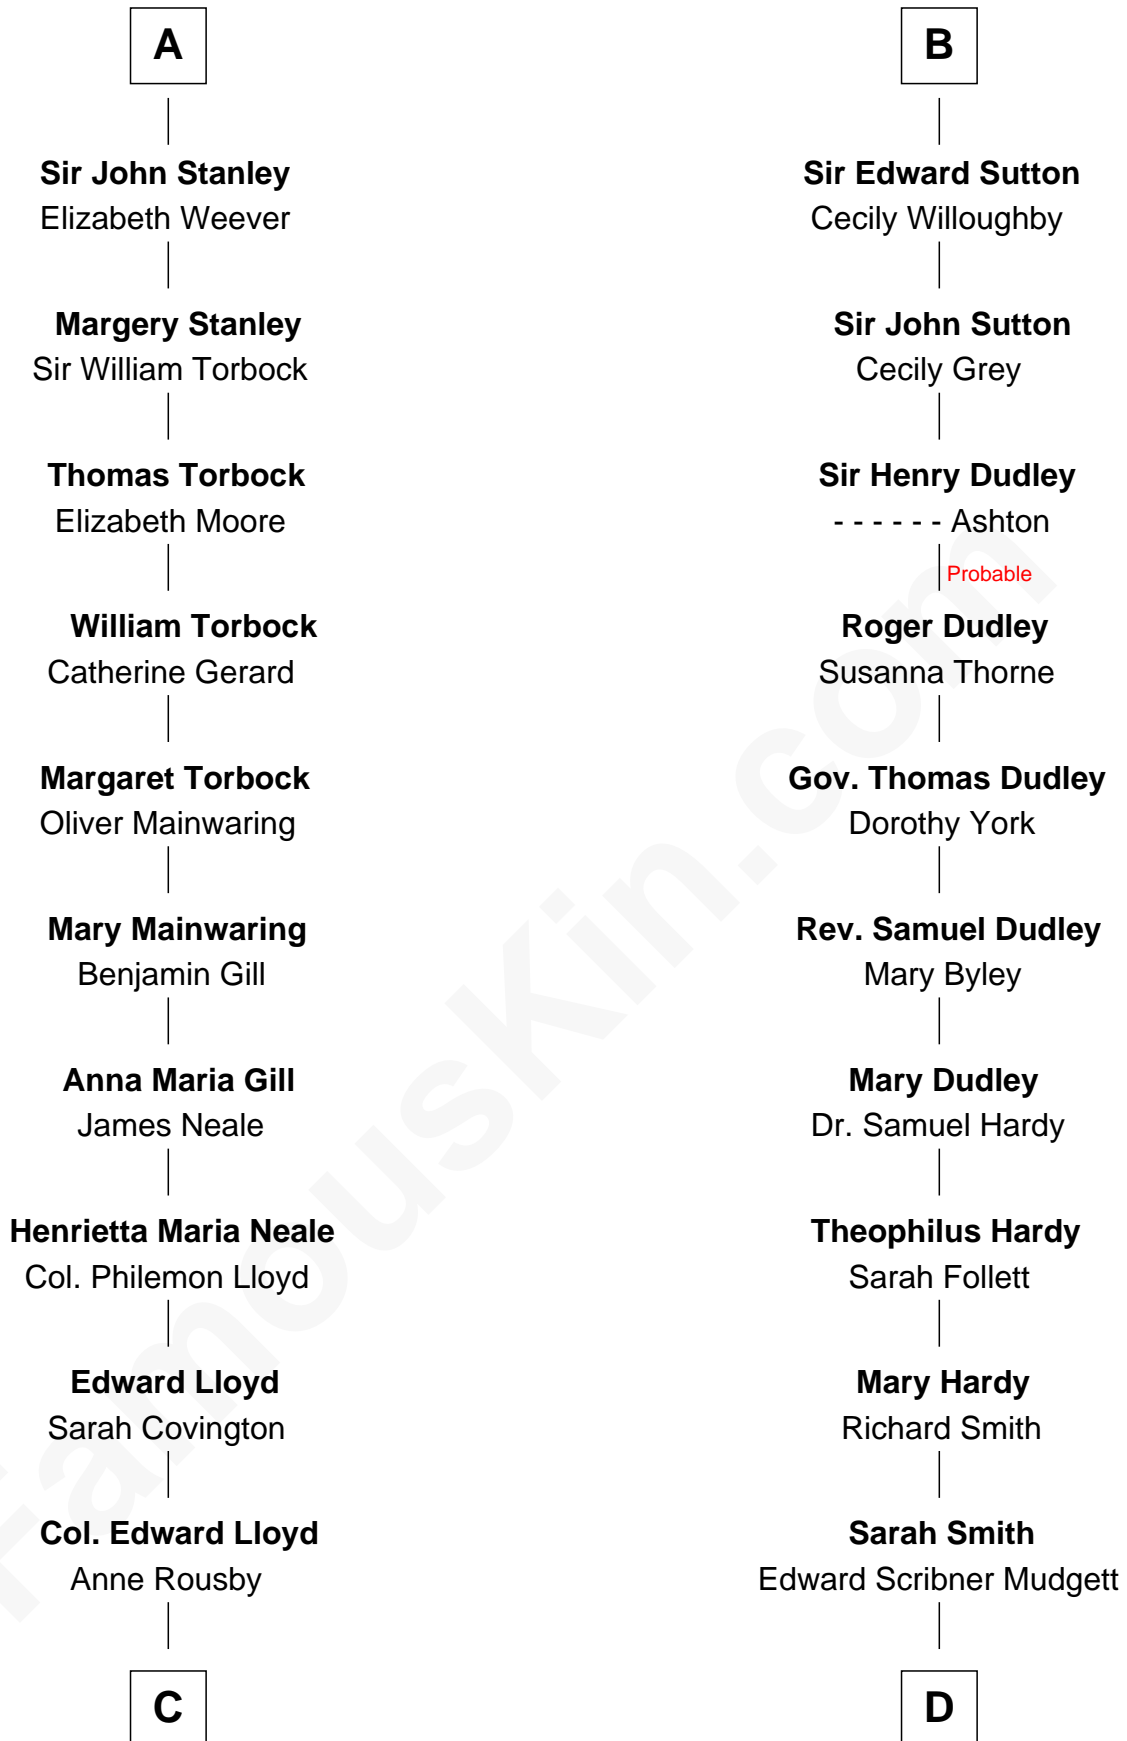 A
Sir John Stanley
Elizabeth Weever
Margery Stanley
Sir William Torbock
Thomas Torbock
Elizabeth Moore
William Torbock
Catherine Gerard
Margaret Torbock
Oliver Mainwaring
Mary Mainwaring
Benjamin Gill
Anna Maria Gill
James Neale
Henrietta Maria Neale
Col. Philemon Lloyd
Edward Lloyd
Sarah Covington
Col. Edward Lloyd
Anne Rousby
C
B
Sir Edward Sutton
Cecily Willoughby
Sir John Sutton
Cecily Grey
Sir Henry Dudley
- - - - - - Ashton
Probable
Roger Dudley
Susanna Thorne
Gov. Thomas Dudley
Dorothy York
Rev. Samuel Dudley
Mary Byley
Mary Dudley
Dr. Samuel Hardy
Theophilus Hardy
Sarah Follett
Mary Hardy
Richard Smith
Sarah Smith
Edward Scribner Mudgett
D
FamousKin.com